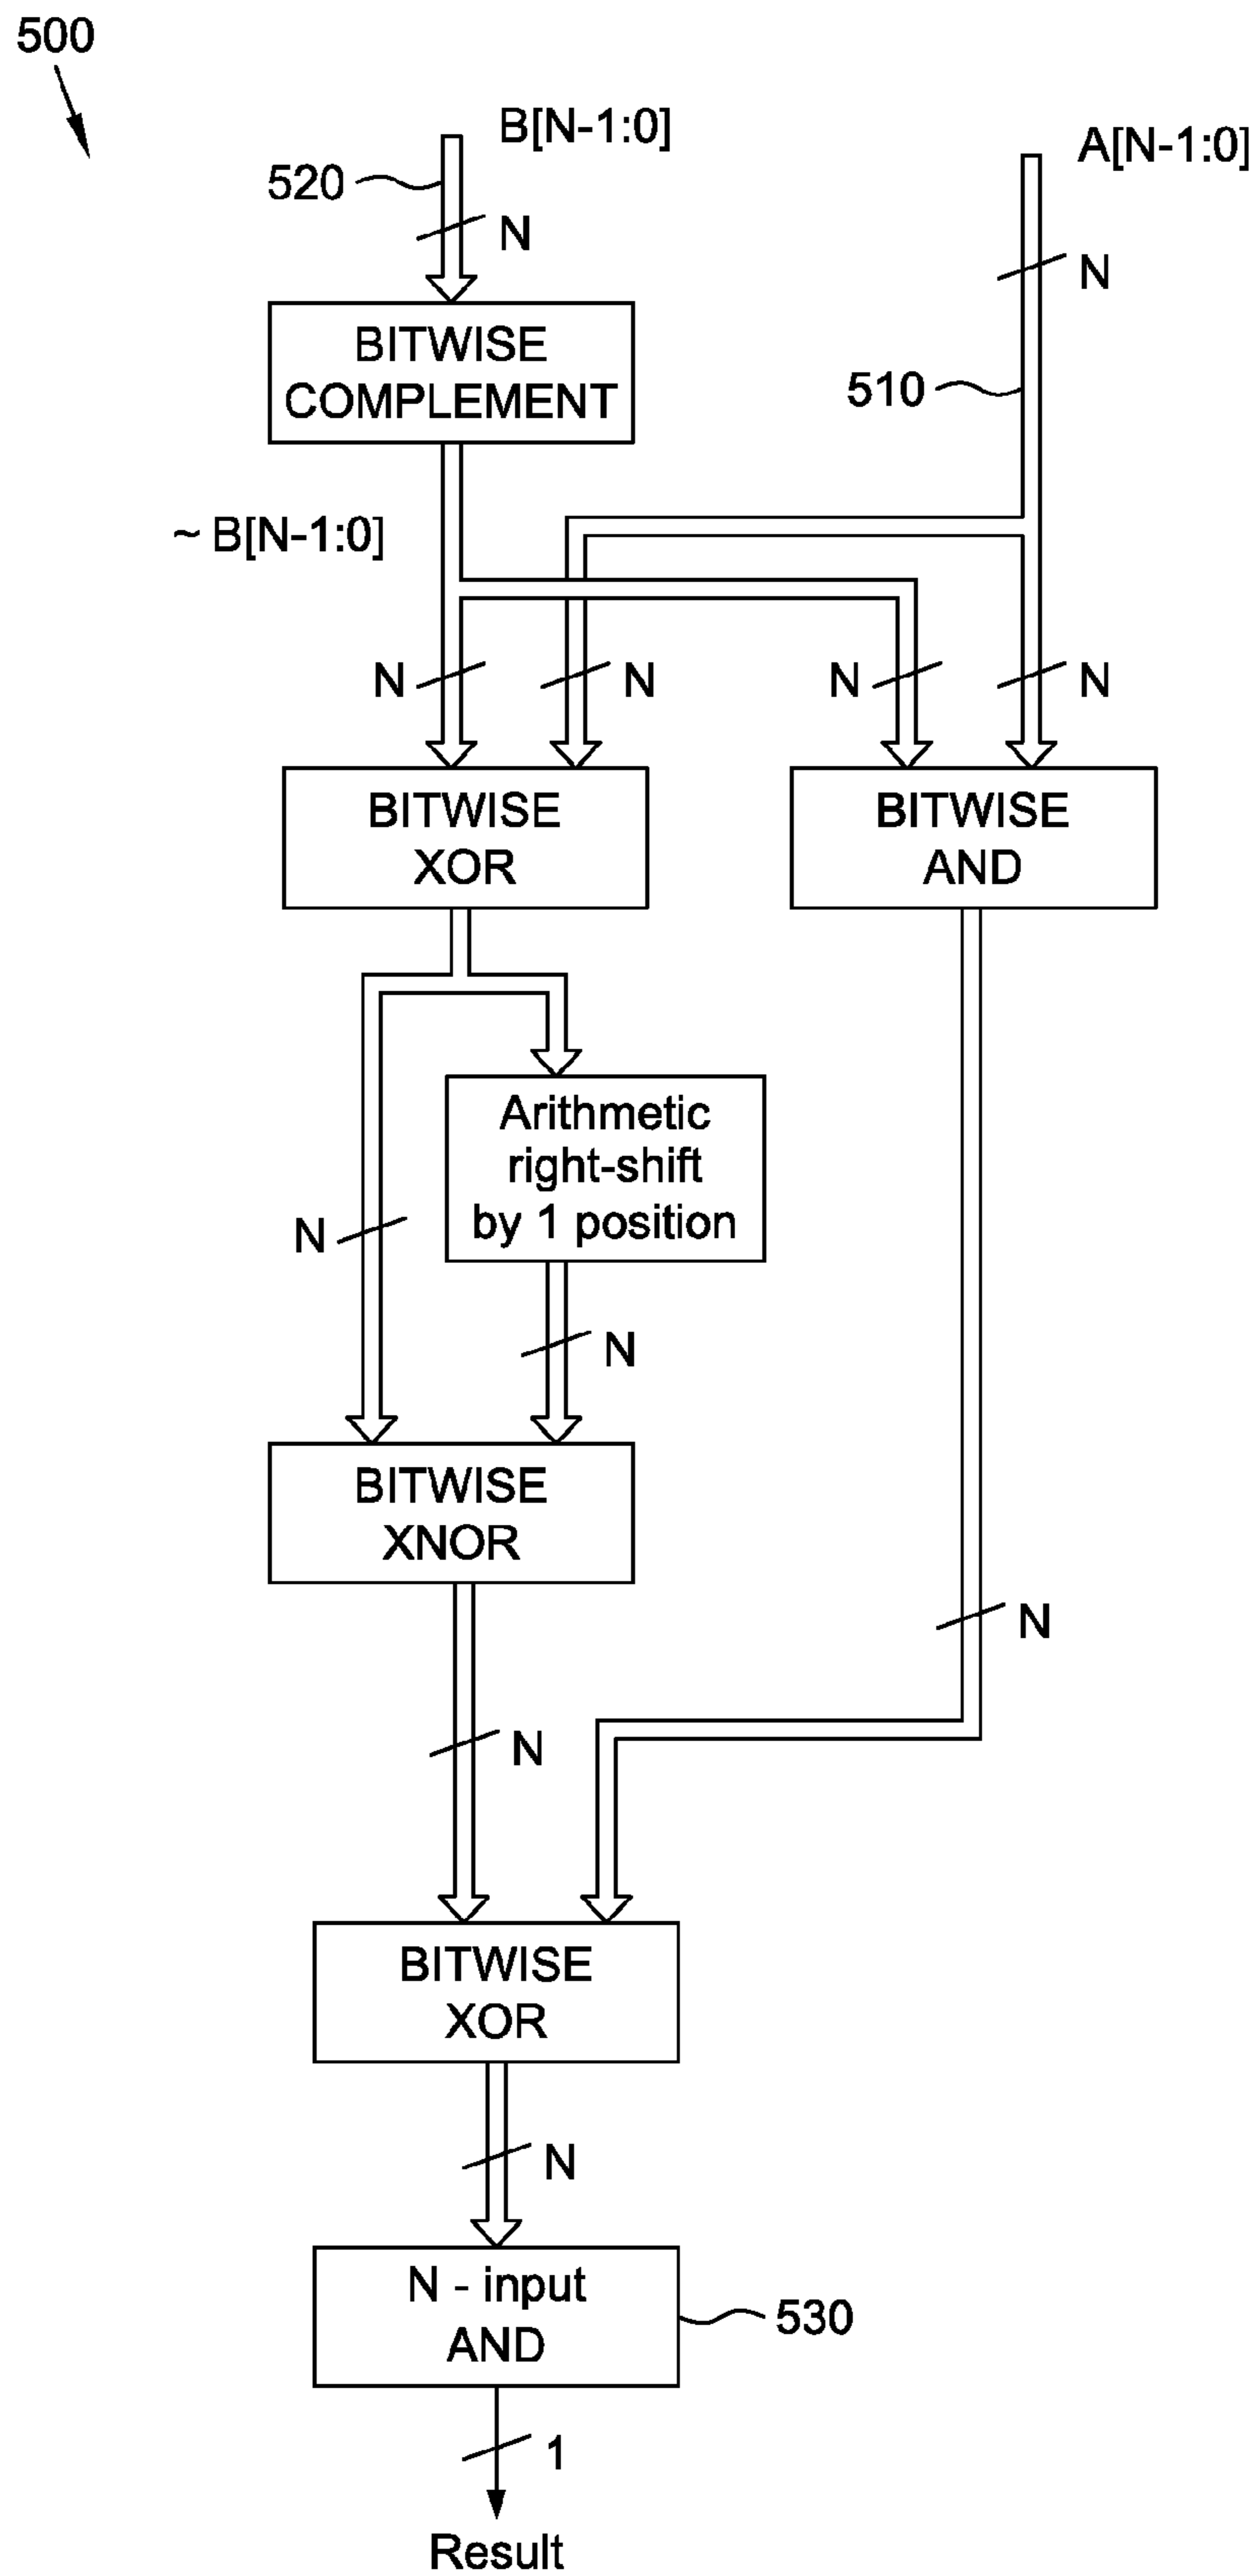 500
B[N-1:0]
A[N-1:0]
520
N
N
BITWISE
COMPLEMENT
510
~ B[N-1:0]
N
N
N
N
BITWISE
XOR
BITWISE
AND
Arithmetic
right-shift
by 1 position
N
N
BITWISE
XNOR
N
N
BITWISE
XOR
N
N - input
AND
530
1
Result